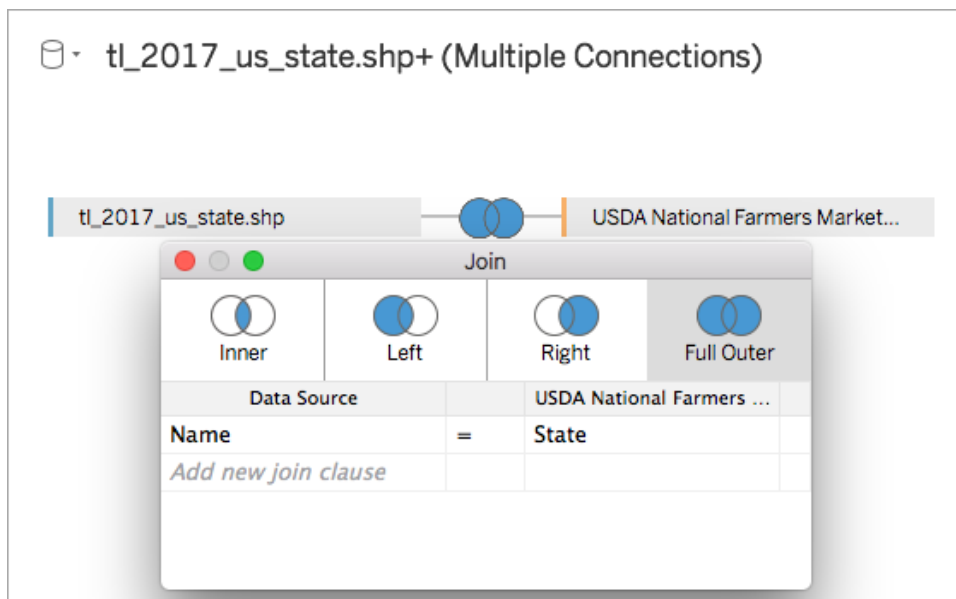 tl_2017_us_state.shp+ (Multiple Connections)
tl_2017_us_state.shp
USDA National Farmers Market...
Join
Inner
Left
Right
Full Outer
Data Source
USDA National Farmers ...
Name
=
State
Add new join clause